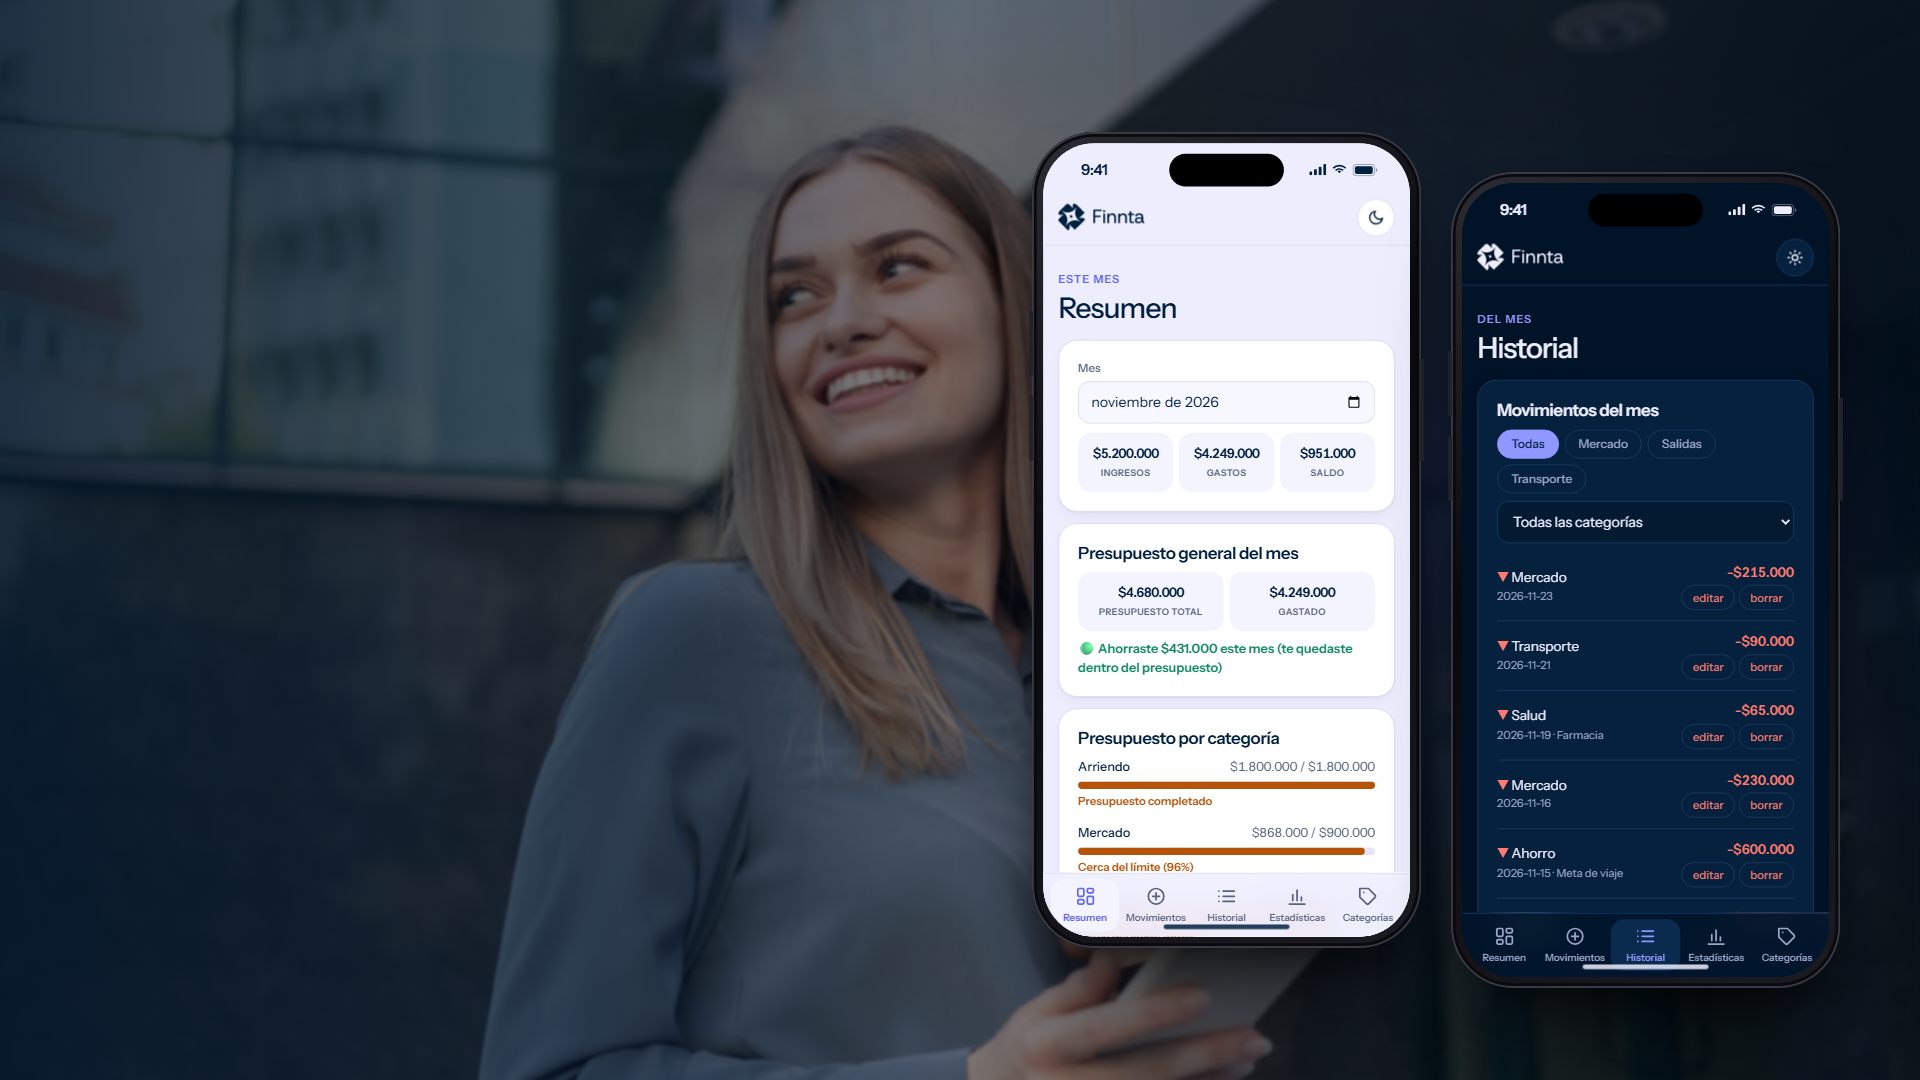 9:41
Finnta
ESTE MES
Resumen
Mes
noviembre de 2026
$5.200.000 $4.249.000 $951.000
INGRESOS GASTOS SALDO
Presupuesto general del mes
$4.680.000 $4.249.000
PRESUPUESTO TOTAL GASTADO
Ahorraste $431.000 este mes (te quedaste
dentro del presupuesto)
Presupuesto por categoría
Arriendo $1.800.000 / $1.800.000
Presupuesto completado
Mercado $868.000 / $900.000
Cerca del límite (96%)
Resumen Movimientos Historial Estadísticas Categorías
9:41
Finnta
DEL MES
Historial
Movimientos del mes
Todas Mercado Salidas
Transporte
Todas las categorías
Mercado -$215.000
2026-11-23 editar borrar
Transporte -$90.000
2026-11-21 editar borrar
Salud -$65.000
2026-11-19 · Farmacia editar borrar
Mercado -$230.000
2026-11-16 editar borrar
Ahorro -$600.000
2026-11-15 · Meta de viaje editar borrar
Resumen Movimientos Historial Estadísticas Categorías